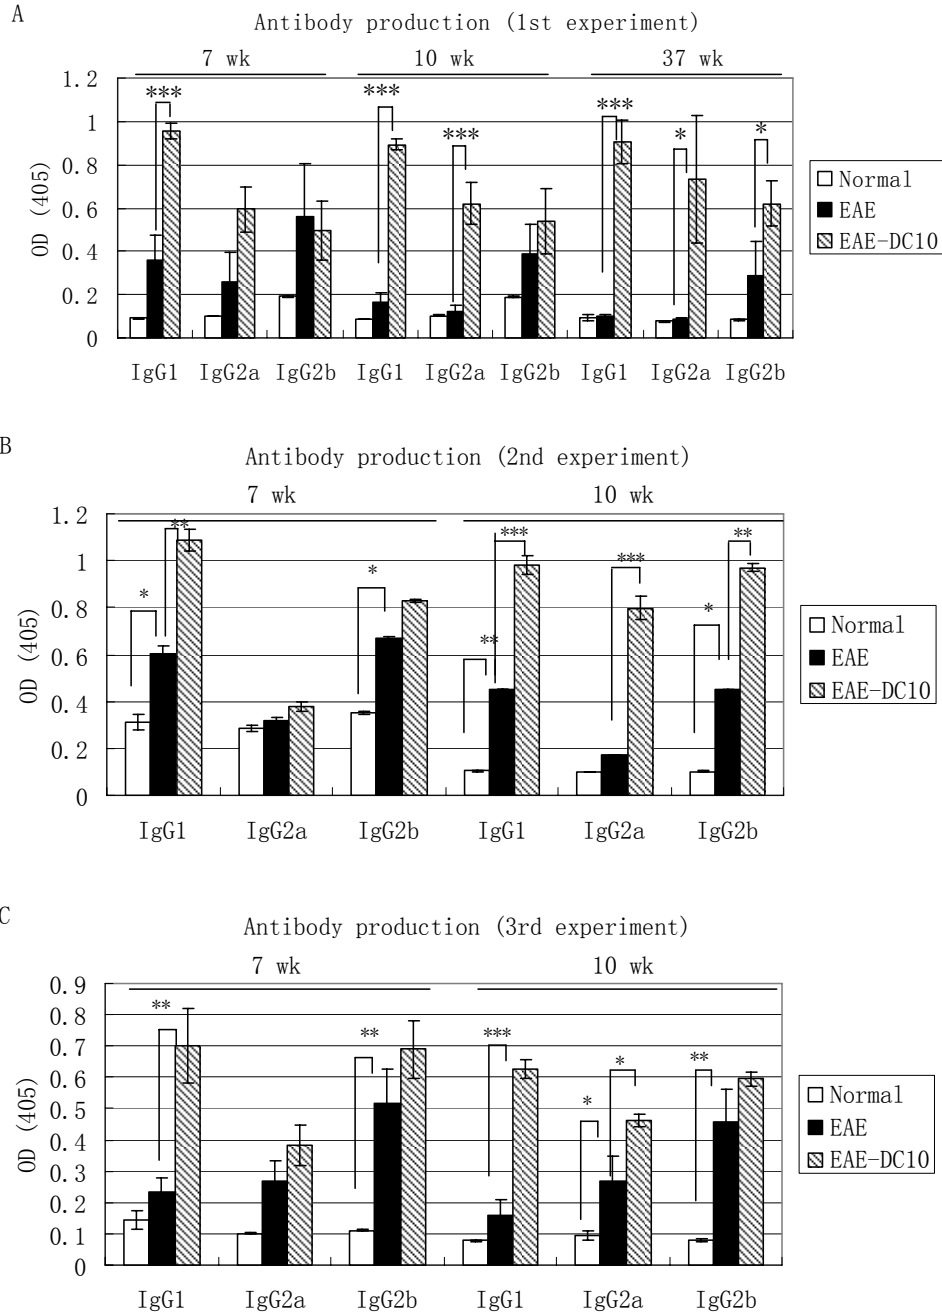 A
Antibody production (1st experiment)
7 wk 10 wk 37 wk
*** *** *** *** * *
1.2
1
0.8
0.6
0.4
0.2
0
OD (405)
IgG1 IgG2a IgG2b IgG1 IgG2a IgG2b IgG1 IgG2a IgG2b
Normal
EAE
EAE-DC10
B
Antibody production (2nd experiment)
7 wk 10 wk
* ** * ** *** *** * **
1.2
1
0.8
0.6
0.4
0.2
0
OD (405)
IgG1 IgG2a IgG2b IgG1 IgG2a IgG2b
Normal
EAE
EAE-DC10
C
Antibody production (3rd experiment)
7 wk 10 wk
** ** *** * * **
0.9
0.8
0.7
0.6
0.5
0.4
0.3
0.2
0.1
0
OD (405)
IgG1 IgG2a IgG2b IgG1 IgG2a IgG2b
Normal
EAE
EAE-DC10